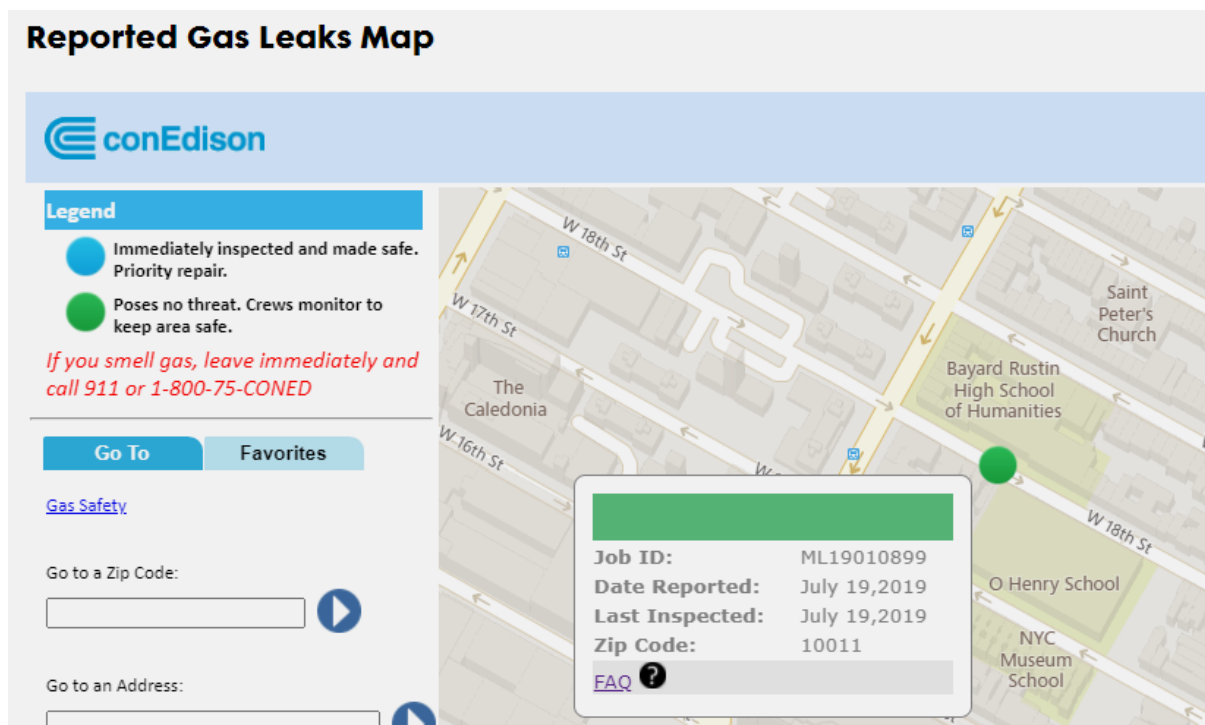 Reported Gas Leaks Map
conEdison
Legend
Immediately inspected and made safe.
Priority repair.
Poses no threat. Crews monitor to
keep area safe.
If you smell gas, leave immediately and
call 911 or 1-800-75-CONED
Go To
Favorites
Gas Safety
Go to a Zip Code:
Go to an Address:
W 18th St
W 17th St
The
Caledonia
W 16th St
Saint
Peter's
Church
Bayard Rustin
High School
of Humanities
W 18th St
O Henry School
NYC
Museum
School
Job ID: ML19010899
Date Reported: July 19,2019
Last Inspected: July 19,2019
Zip Code: 10011
FAQ ?